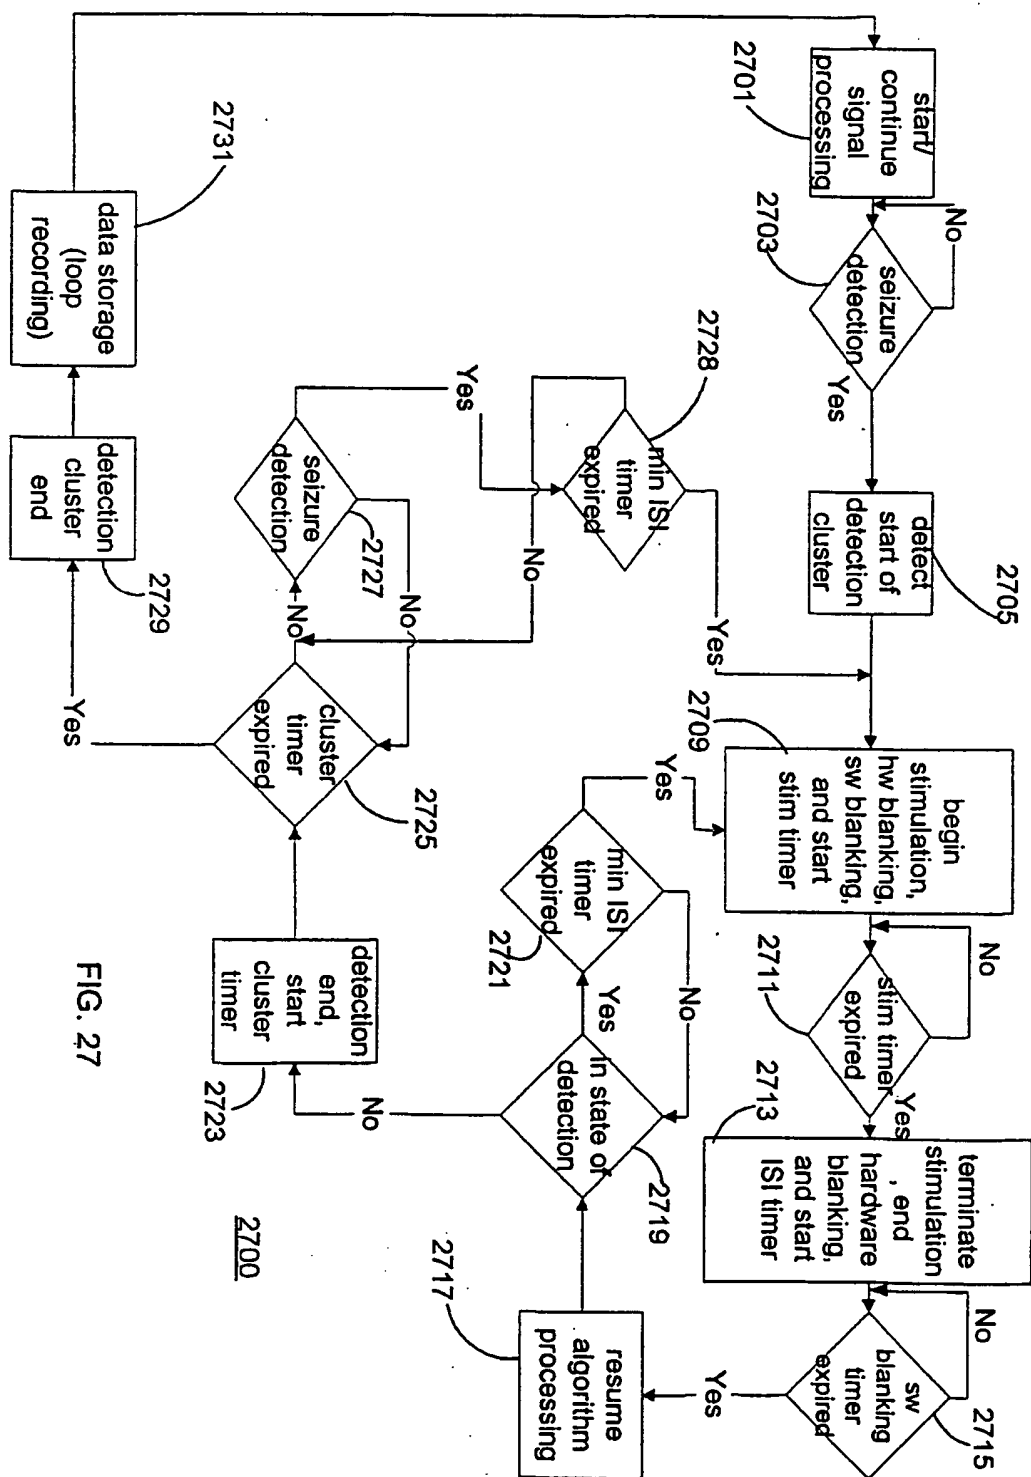 start/
continue
signal
processing
2701
No
seizure
detection
2703
Yes
detect
start of
detection
cluster
2705
begin
stimulation,
hw blanking,
sw blanking,
and start
stim timer
2709
No
stim timer
expired
2711
Yes
terminate
stimulation
, end
hardware
blanking,
and start
ISI timer
2713
No
sw
blanking
timer
expired
2715
Yes
resume
algorithm
processing
2717
In state of
detection
2719
Yes
No
min ISI
timer
expired
2721
Yes
No
detection
end,
start
cluster
timer
2723
cluster
timer
expired
2725
No
Yes
seizure
detection
2727
No
Yes
min ISI
timer
expired
2728
No
Yes
detection
cluster
end
2729
data storage
(loop
recording)
2731
2700
FIG. 27